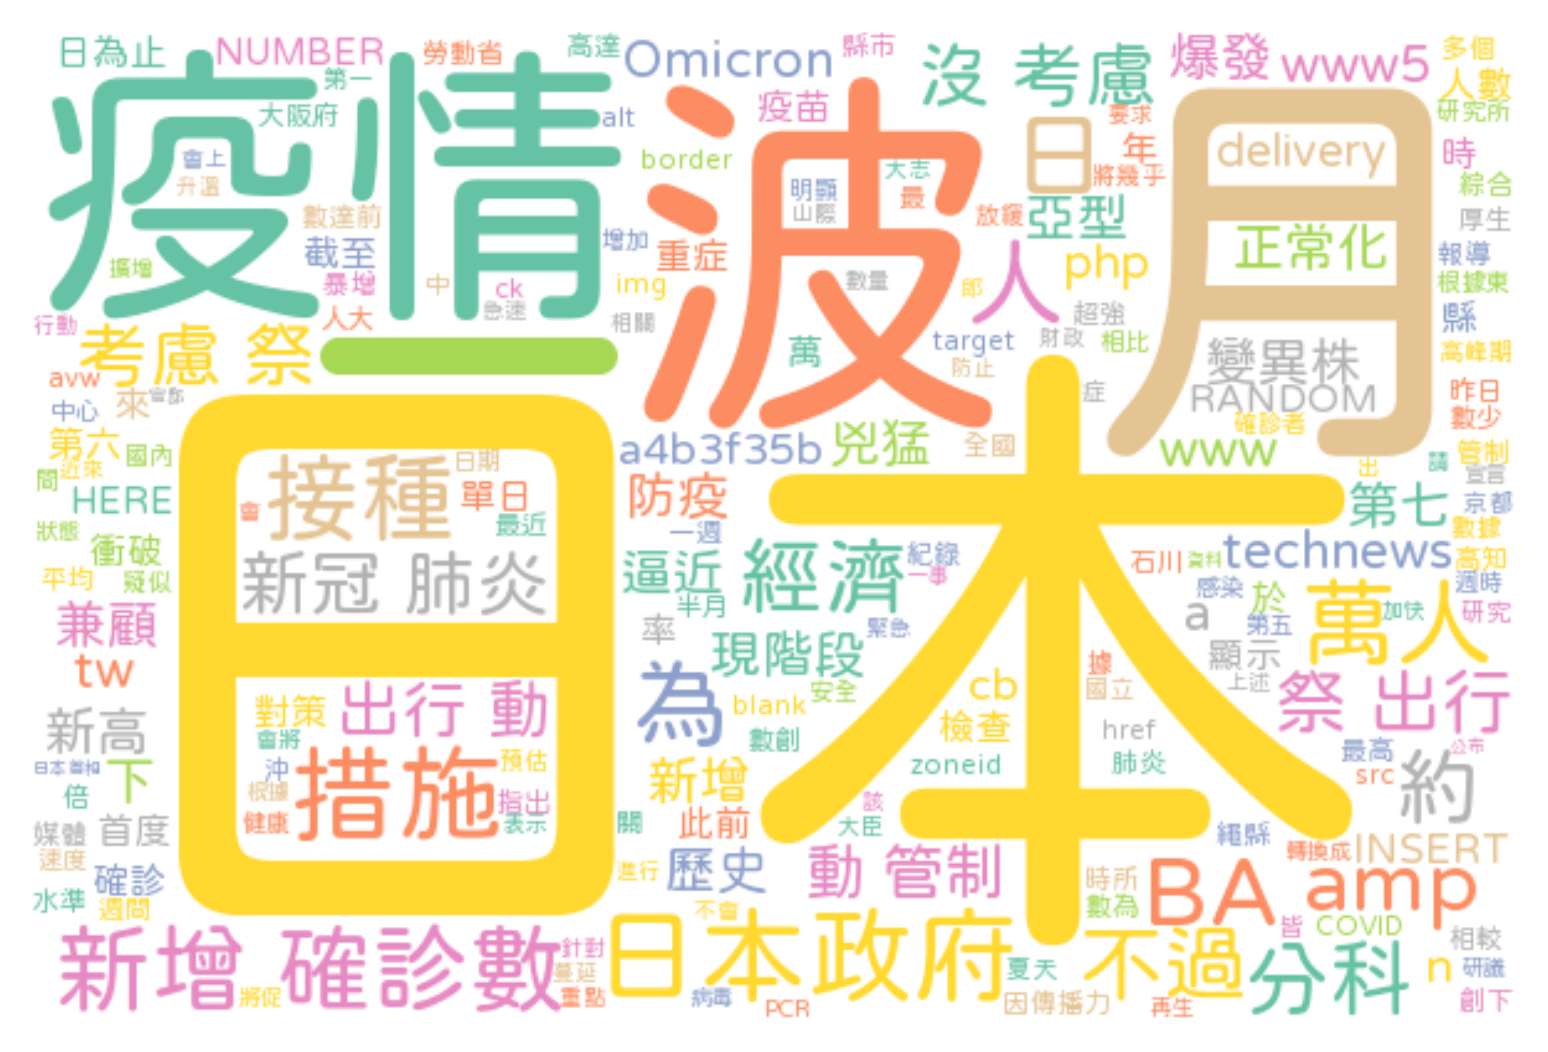 日為止 NUMBER 勞動省 高達 Omicron 縣市 沒 考慮 爆發 www5 多個
第一 人數
疫情 波 月
大阪府 alt 疫苗 日 要求 研究所
會上 border 大志 年 delivery 時
升溫 明顯 最 將幾乎 綜合
數達前 山際 放緩 亞型 厚生
截至 增加 重症 人 php 正常化 報導
擴增 暴增 中 ck img 數量 郎 根據東
急速 超強
行動 人大 相關 縣
考慮 祭 一 萬 target 財政 相比 變異株 高峰期
avw 防止 症 RANDOM 昨日
中心 來 確診者 數少
第六 國內 日本 a4b3f35b 兇猛 全國 www 出 管制
間 近來 接種 日期 宣言
HERE 會 單日 防疫 請 第七 京都
狀態 衝破 最近 一週 數據
平均 疑似 新冠 肺炎 逼近 經濟 紀錄 石川 資料 technews 高知
半月 一事 感染 週時
兼顧 率 緊急 a 於 第五 萬人 加快 研究
tw 現階段 據 顯示
為 安全 cb 國立 上述
新高 對策 出行 動 blank 檢查 href 祭 出行
會將 數創 最高 公布
日本首相 下 沖 措施 預估 新增 zoneid 肺炎 src 約
倍 根據 指出
媒體 首度 健康 表示 關 此前 該 大臣 繩縣
速度 轉換成 INSERT
確診 進行 歷史 動 管制 時所 BA amp
水準 週間 不會 數為 皆 COVID
新增 確診數 針對 日本政府 不過 分科 相較
蔓延 夏天 n 研議
將促 重點 病毒 PCR 因傳播力 再生 創下